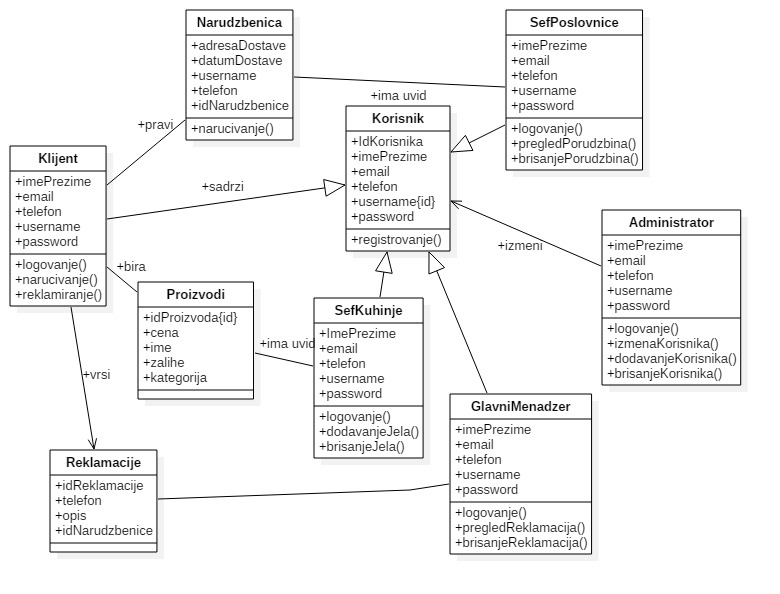 Narudzbenica
+adresaDostave
+datumDostave
+username
+telefon
+idNarudzbenice
+narucivanje()
SefPoslovnice
+imePrezime
+email
+telefon
+username
+password
+logovanje()
+pregledPorudzbina()
+brisanjePorudzbina()
+ima uvid
+pravi
Korisnik
+IdKorisnika
+imePrezime
+email
+telefon
+username{id}
+password
+registrovanje()
Klijent
+imePrezime
+email
+telefon
+username
+password
+logovanje()
+narucivanje()
+reklamiranje()
+sadrzi
Administrator
+imePrezime
+email
+telefon
+username
+password
+logovanje()
+izmenaKorisnika()
+dodavanjeKorisnika()
+brisanjeKorisnika()
+izmeni
+bira
Proizvodi
+idProizvoda{id}
+cena
+ime
+zalihe
+kategorija
+ima uvid
SefKuhinje
+ImePrezime
+email
+telefon
+username
+password
+logovanje()
+dodavanjeJela()
+brisanjeJela()
+vrsi
GlavniMenadzer
+imePrezime
+email
+telefon
+username
+password
+logovanje()
+pregledReklamacija()
+brisanjeReklamacija()
Reklamacije
+idReklamacije
+telefon
+opis
+idNarudzbenice